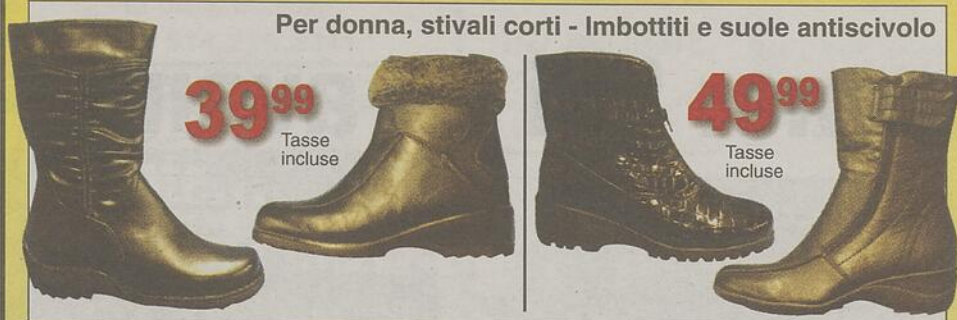 Per donna, stivali corti - Imbottiti e suole antiscivolo
39⁹⁹
Tasse
incluse
49⁹⁹
Tasse
incluse